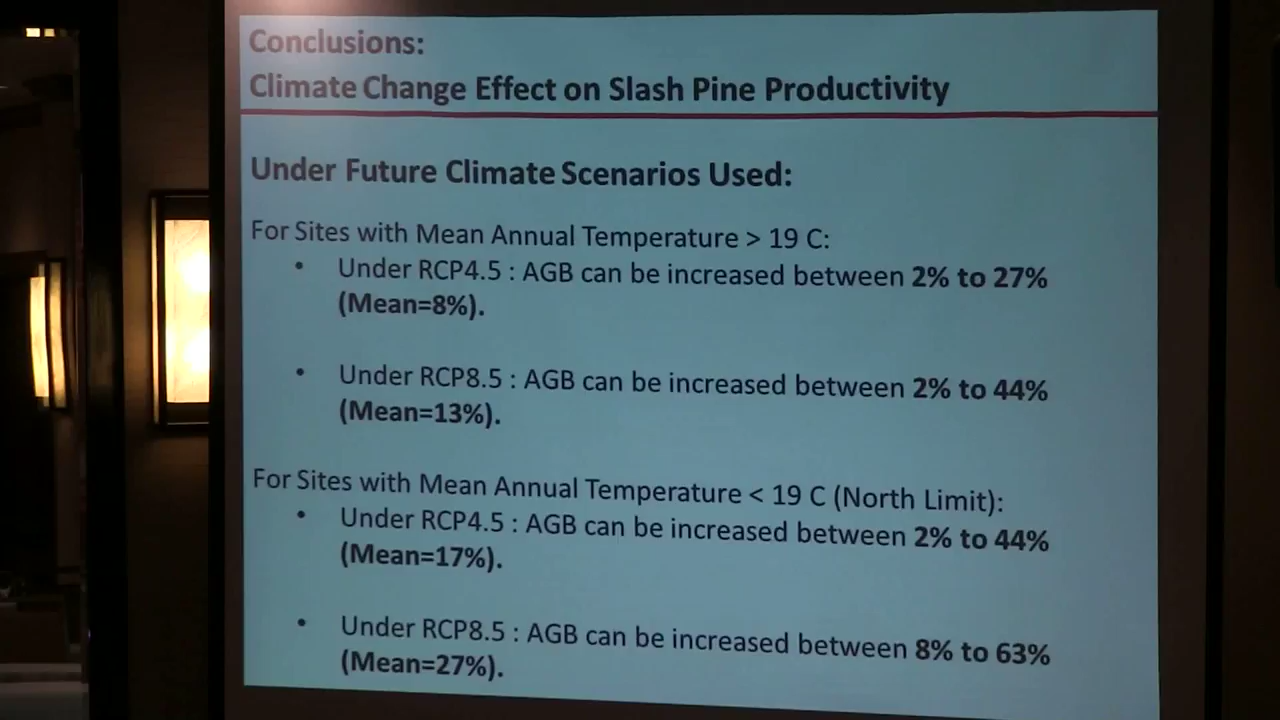 Conclusions:
Climate Change Effect on Slash Pine Productivity
Under Future Climate Scenarios Used:
For Sites with Mean Annual Temperature > 19 C:
• Under RCP4.5 : AGB can be increased between 2% to 27%
(Mean=8%).
• Under RCP8.5 : AGB can be increased between 2% to 44%
(Mean=13%).
For Sites with Mean Annual Temperature < 19 C (North Limit):
• Under RCP4.5 : AGB can be increased between 2% to 44%
(Mean=17%).
• Under RCP8.5 : AGB can be increased between 8% to 63%
(Mean=27%).